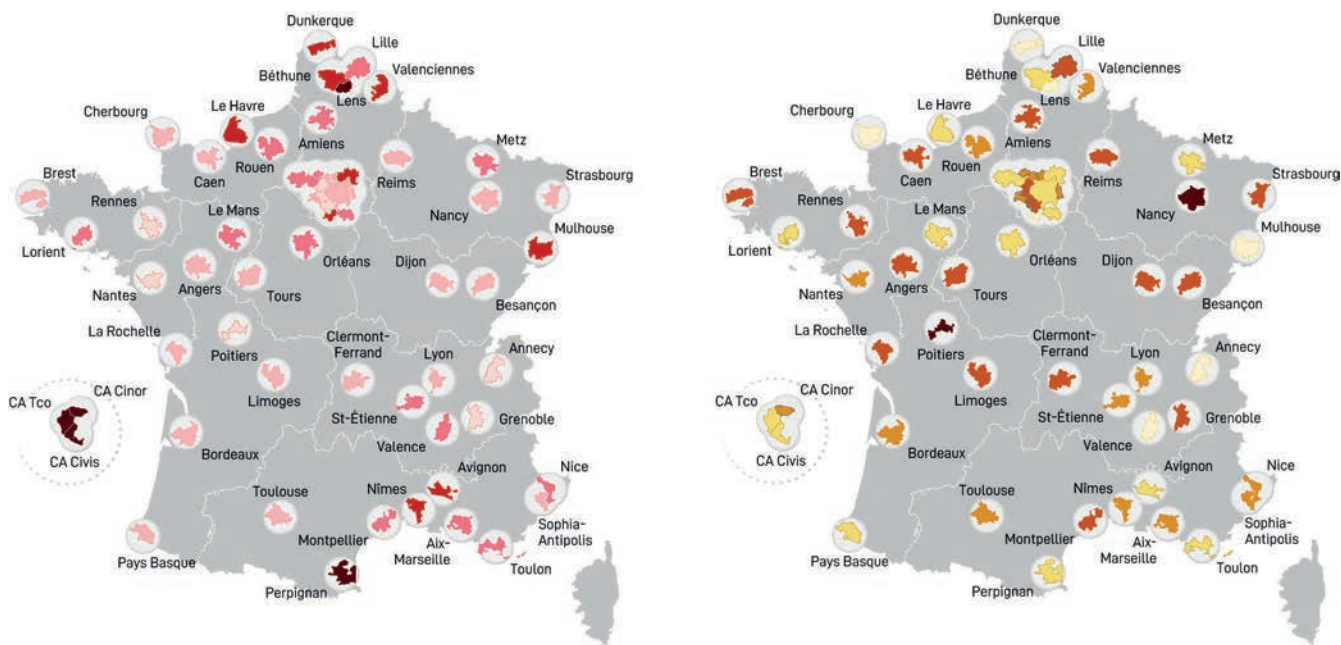 Dunkerque
Lille
Béthune
Valenciennes
Lens
Cherbourg
Le Havre
Amiens
Rouen
Metz
Caen
Reims
Strasbourg
Brest
Rennes
Le Mans
Nancy
Mulhouse
Lorient
Orléans
Dijon
Nantes
Angers
Tours
Besançon
La Rochelle
Poitiers
Clermont-
Ferrand
Lyon
Annecy
CA Cinor
CA Tco
Limoges
St-Étienne
Grenoble
Valence
CA Civis
Bordeaux
Avignon
Nice
Toulouse
Nîmes
Montpellier
Aix-
Marseille
Sophia-
Antipolis
Pays Basque
Toulon
Perpignan
Dunkerque
Lille
Béthune
Valenciennes
Lens
Cherbourg
Le Havre
Amiens
Rouen
Metz
Caen
Reims
Strasbourg
Brest
Rennes
Le Mans
Nancy
Mulhouse
Lorient
Orléans
Dijon
Nantes
Angers
Tours
Besançon
La Rochelle
Poitiers
Clermont-
Ferrand
Lyon
Annecy
CA Cinor
CA Tco
Limoges
St-Étienne
Grenoble
Valence
CA Civis
Bordeaux
Avignon
Nice
Toulouse
Nîmes
Montpellier
Aix-
Marseille
Sophia-
Antipolis
Pays Basque
Toulon
Perpignan